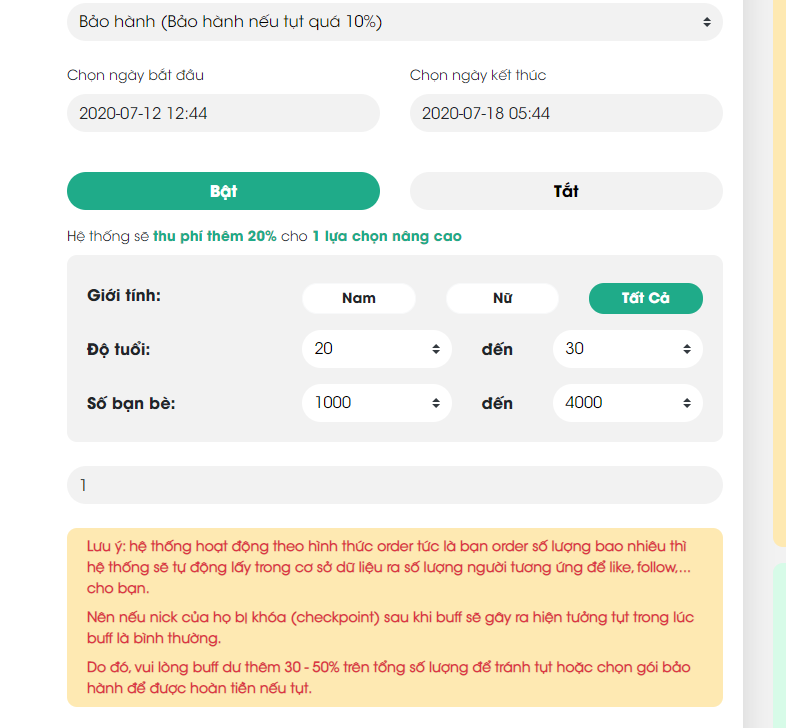 Bảo hành (Bảo hành nếu tụt quá 10%)
Chọn ngày bắt đầu Chọn ngày kết thúc
2020-07-12 12:44 2020-07-18 05:44
Bật Tắt
Hệ thống sẽ thu phí thêm 20% cho 1 lựa chọn nâng cao
Giới tính: Nam Nữ Tất Cả
Độ tuổi: 20 đến 30
Số bạn bè: 1000 đến 4000
1
Lưu ý: hệ thống hoạt động theo hình thức order tức là bạn order số lượng bao nhiêu thì
hệ thống sẽ tự động lấy trong cơ sở dữ liệu ra số lượng người tương ứng để like, follow,...
cho bạn.
Nên nếu nick của họ bị khóa (checkpoint) sau khi buff sẽ gây ra hiện tưởng tụt trong lúc
buff là bình thường.
Do đó, vui lòng buff dư thêm 30 - 50% trên tổng số lượng để tránh tụt hoặc chọn gói bảo
hành để được hoàn tiền nếu tụt.